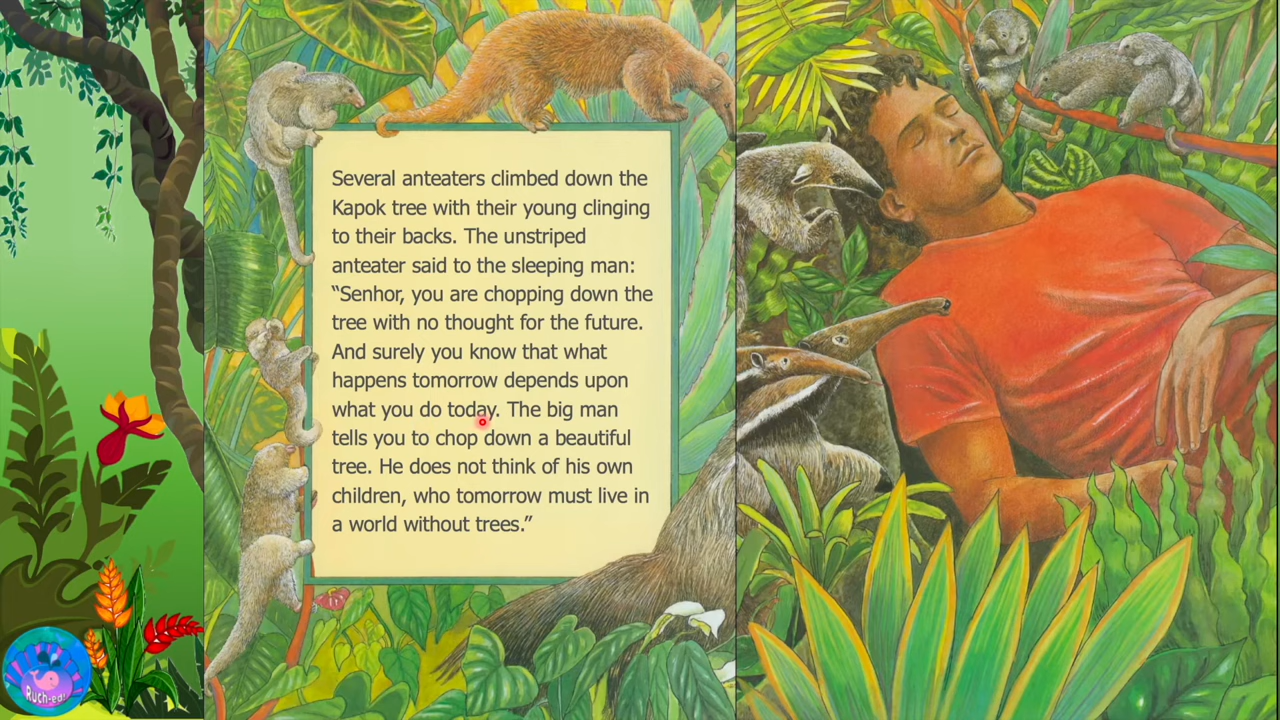 Several anteaters climbed down the
Kapok tree with their young clinging
to their backs. The unstriped
anteater said to the sleeping man:
“Senhor, you are chopping down the
tree with no thought for the future.
And surely you know that what
happens tomorrow depends upon
what you do today. The big man
tells you to chop down a beautiful
tree. He does not think of his own
children, who tomorrow must live in
a world without trees.”
Ruch-ed!